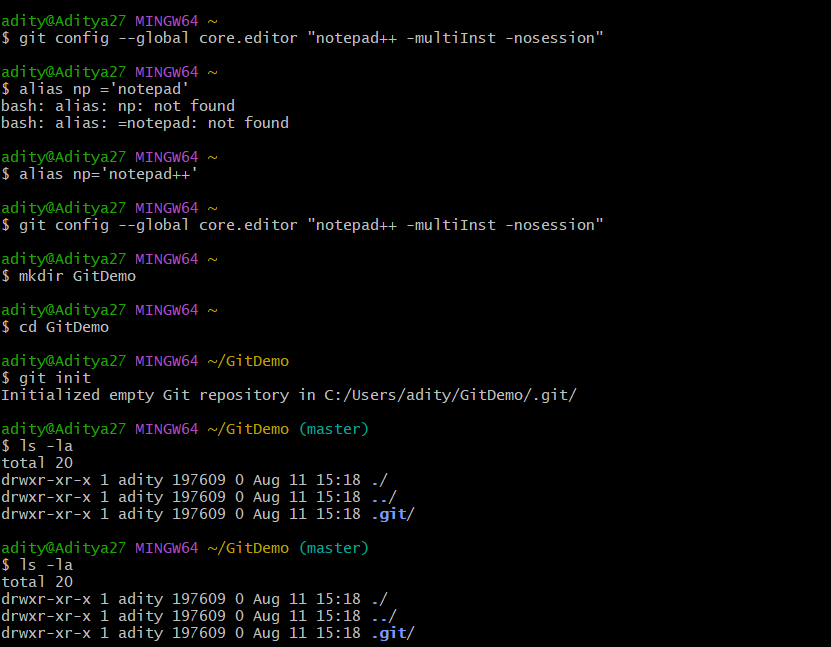 adity@Aditya27 MINGW64 ~
$ git config --global core.editor "notepad++ -multiInst -nosession"
adity@Aditya27 MINGW64 ~
$ alias np ='notepad'
bash: alias: np: not found
bash: alias: =notepad: not found
adity@Aditya27 MINGW64 ~
$ alias np='notepad++'
adity@Aditya27 MINGW64 ~
$ git config --global core.editor "notepad++ -multiInst -nosession"
adity@Aditya27 MINGW64 ~
$ mkdir GitDemo
adity@Aditya27 MINGW64 ~
$ cd GitDemo
adity@Aditya27 MINGW64 ~/GitDemo
$ git init
Initialized empty Git repository in C:/Users/adity/GitDemo/.git/
adity@Aditya27 MINGW64 ~/GitDemo (master)
$ ls -la
total 20
drwxr-xr-x 1 adity 197609 0 Aug 11 15:18 ./
drwxr-xr-x 1 adity 197609 0 Aug 11 15:18 ../
drwxr-xr-x 1 adity 197609 0 Aug 11 15:18 .git/
adity@Aditya27 MINGW64 ~/GitDemo (master)
$ ls -la
total 20
drwxr-xr-x 1 adity 197609 0 Aug 11 15:18 ./
drwxr-xr-x 1 adity 197609 0 Aug 11 15:18 ../
drwxr-xr-x 1 adity 197609 0 Aug 11 15:18 .git/